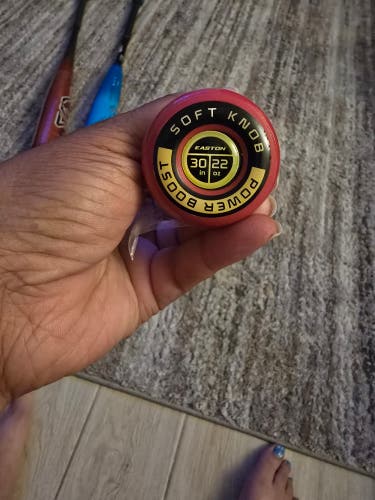 SOFT KNOB
EASTON
30 22
in oz
POWER BOOST